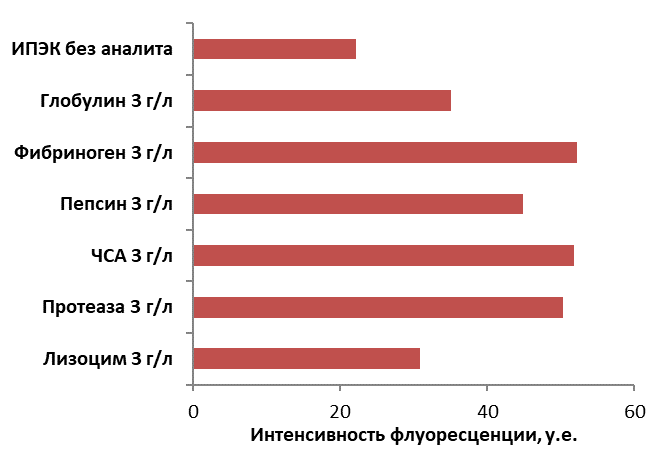 ИПЭК без аналита
Глобулин 3 г/л
Фибриноген 3 г/л
Пепсин 3 г/л
ЧСА 3 г/л
Протеаза 3 г/л
Лизоцим 3 г/л
0 20 40 60
Интенсивность флуоресценции, у.е.